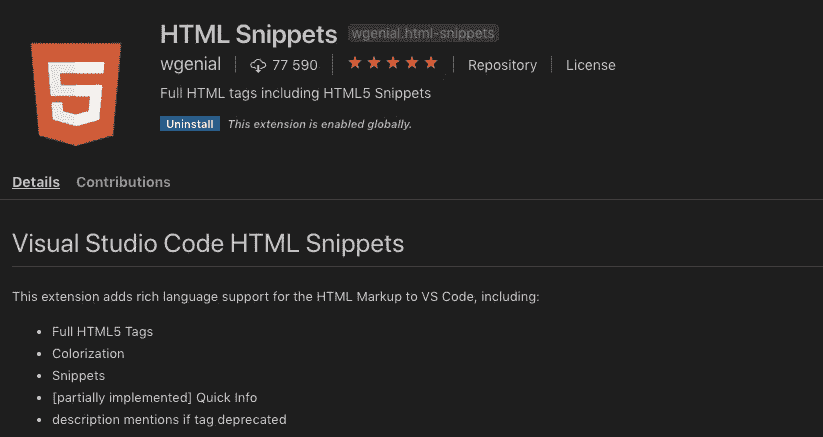 HTML Snippets wgenial.html-snippets
wgenial 77 590 Repository License
Full HTML tags including HTML5 Snippets
Uninstall This extension is enabled globally.
Details Contributions
Visual Studio Code HTML Snippets
This extension adds rich language support for the HTML Markup to VS Code, including:
• Full HTML5 Tags
• Colorization
• Snippets
• [partially implemented] Quick Info
• description mentions if tag deprecated